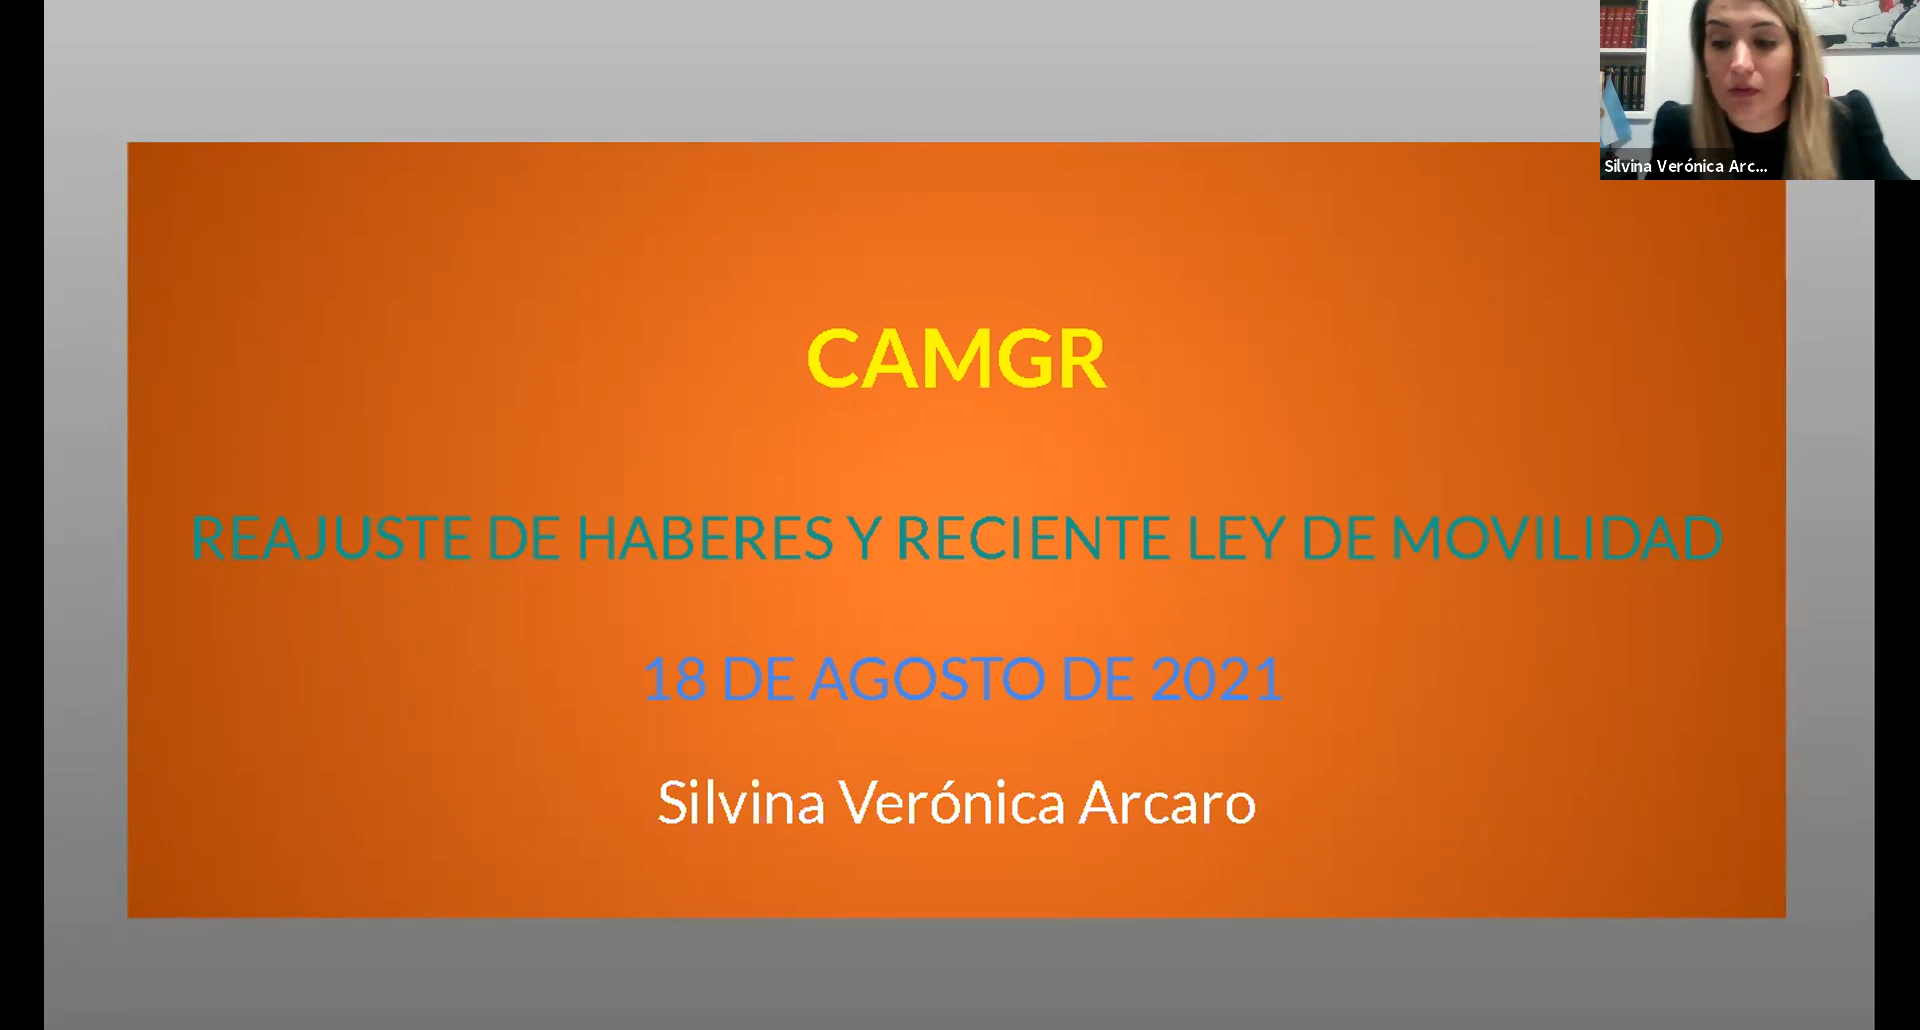 Silvina Verónica Arc...
CAMGR
REAJUSTE DE HABERES Y RECIENTE LEY DE MOVILIDAD
18 DE AGOSTO DE 2021
Silvina Verónica Arcaro